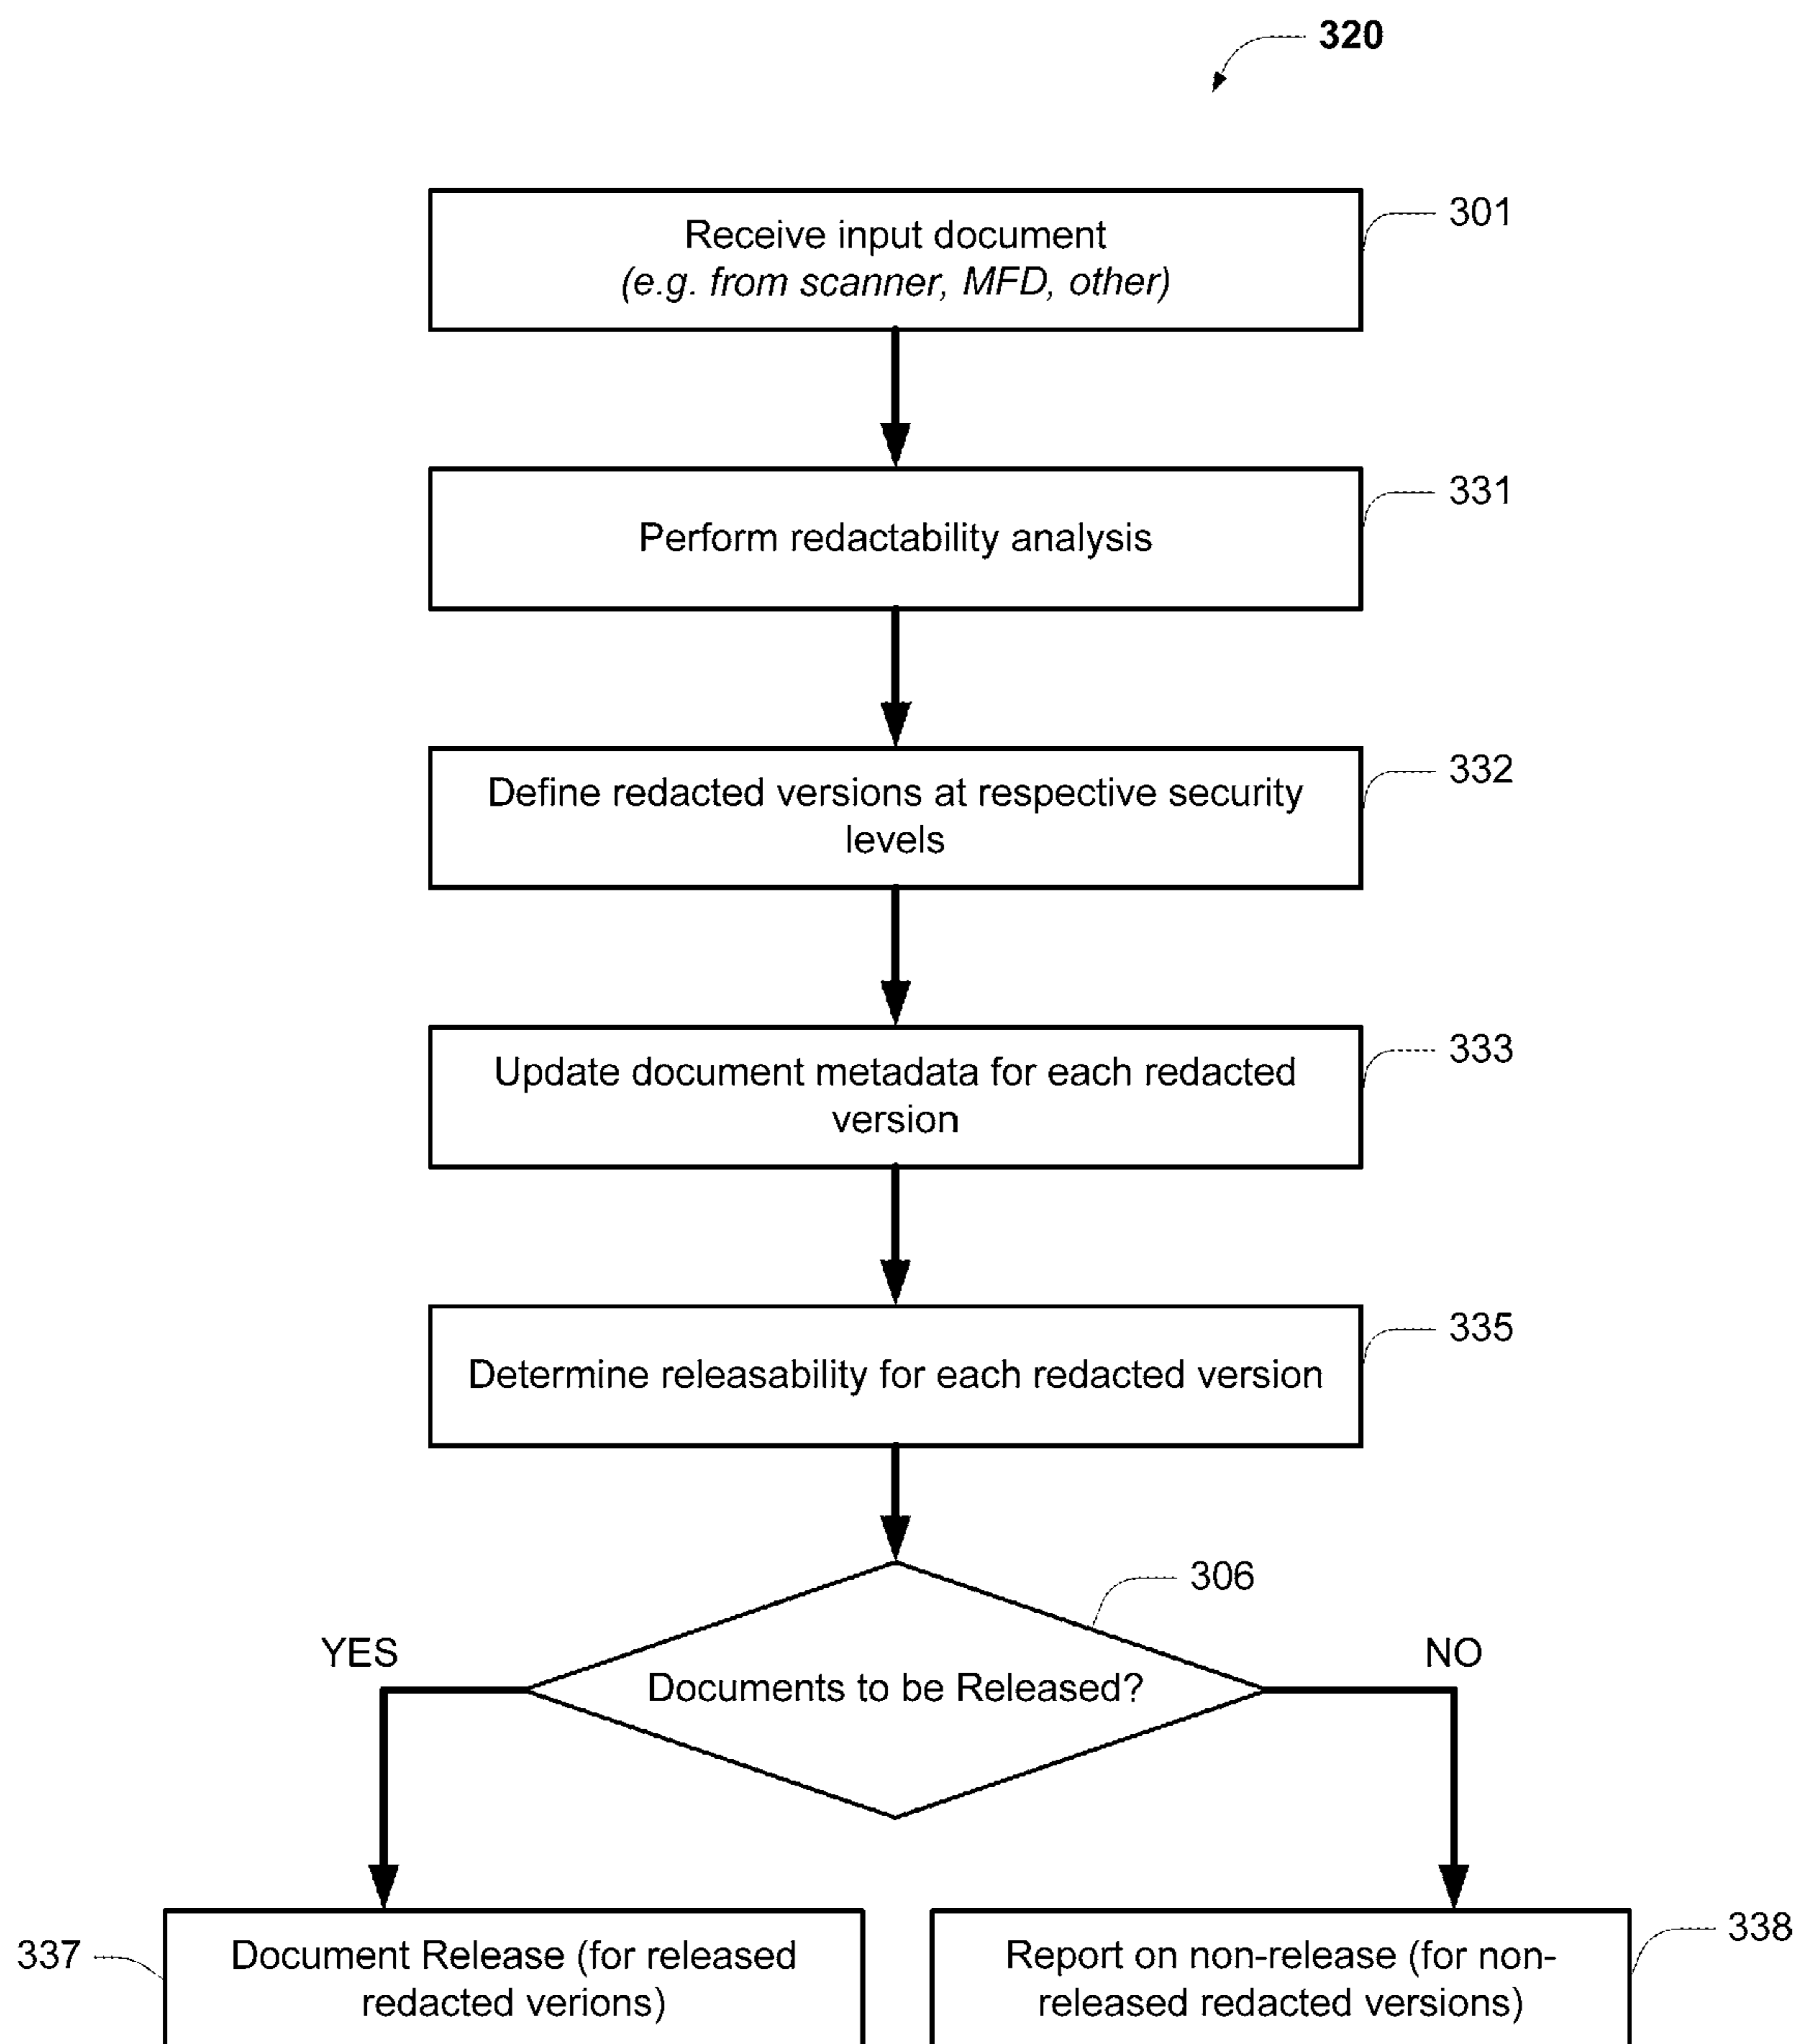 320
Receive input document
(e.g. from scanner, MFD, other)
301
Perform redactability analysis
331
Define redacted versions at respective security
levels
332
Update document metadata for each redacted
version
333
Determine releasability for each redacted version
335
306
YES
Documents to be Released?
NO
337
Document Release (for released
redacted verions)
Report on non-release (for non-
released redacted versions)
338